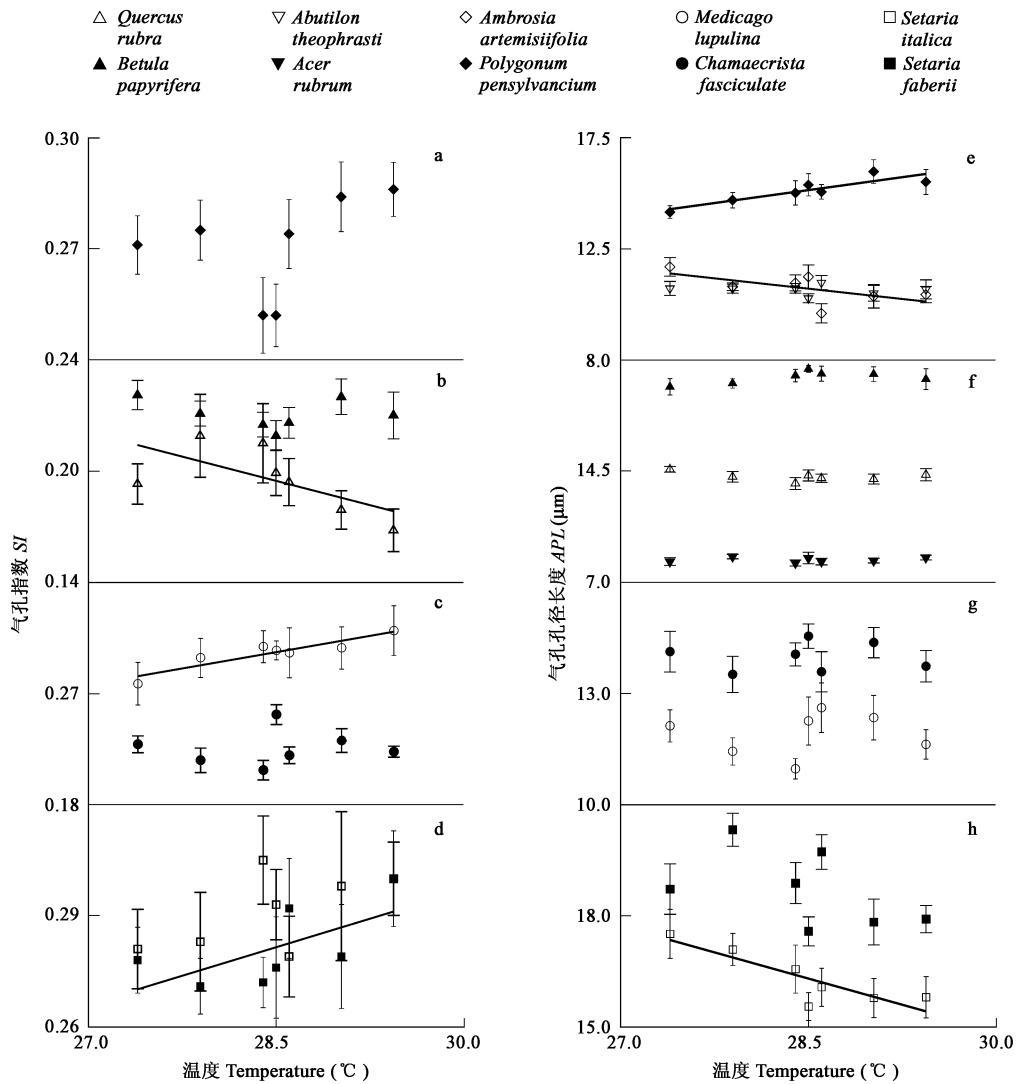 Quercus rubra
Abutilon theophrasti
Ambrosia artemisiifolia
Medicago lupulina
Setaria italica
Betula papyrifera
Acer rubrum
Polygonum pensylvancium
Chamaecrista fasciculate
Setaria faberii
0.30
a
0.27
0.24
b
0.20
0.14
c
0.27
0.18
d
0.29
0.26
27.0
28.5
30.0
气孔指数 SI
温度 Temperature (℃)
17.5
e
12.5
8.0
f
14.5
7.0
g
13.0
10.0
h
18.0
15.0
27.0
28.5
30.0
气孔孔径长度 APL (μm)
温度 Temperature (℃)